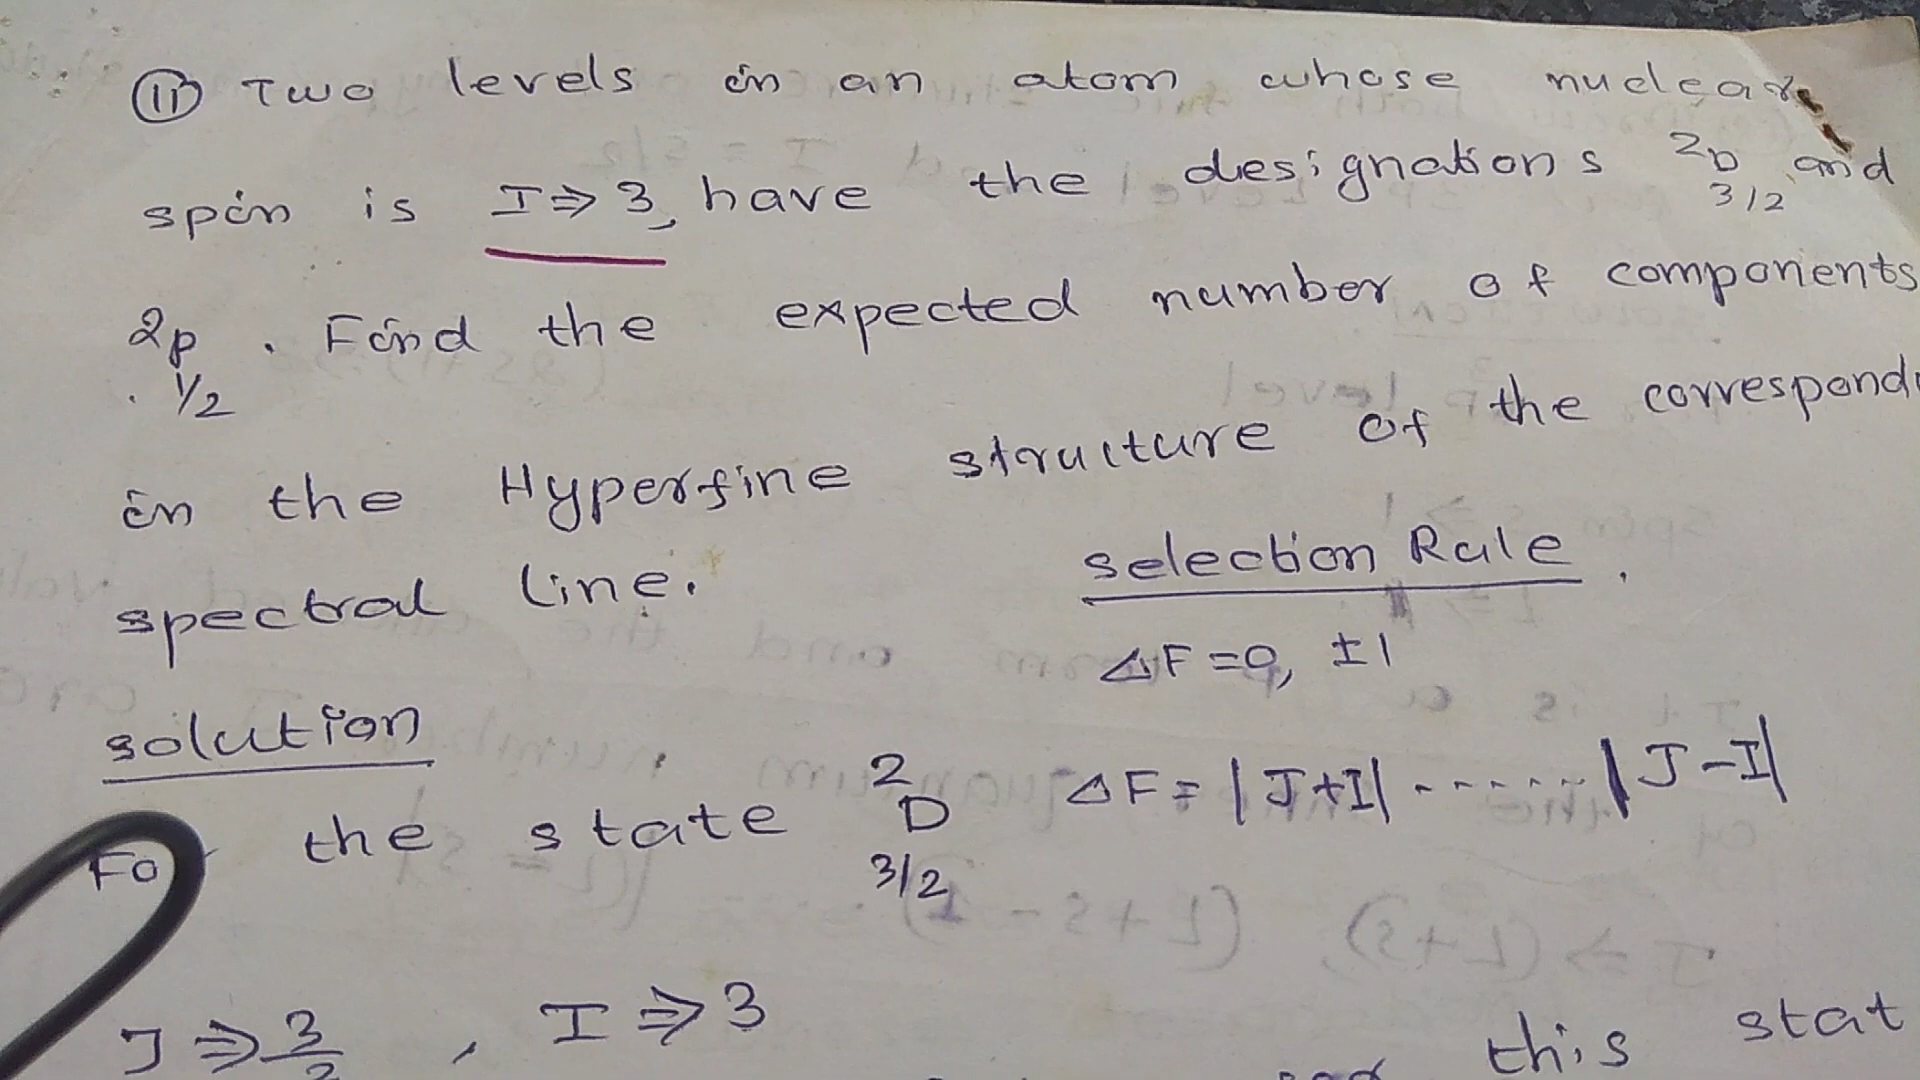 (11) Two levels in an atom whose nuclear
spin is I⇒3, have the designations 2D3/2 and
2P1/2 . Find the expected number of components
in the Hyperfine structure of the correspond
spectral line.
Selection Rule
ΔF=0, ±1
solution
For the state 2D3/2 ΔF=|J+I|-------|J-I|
J⇒3/2 , I⇒3
this stat